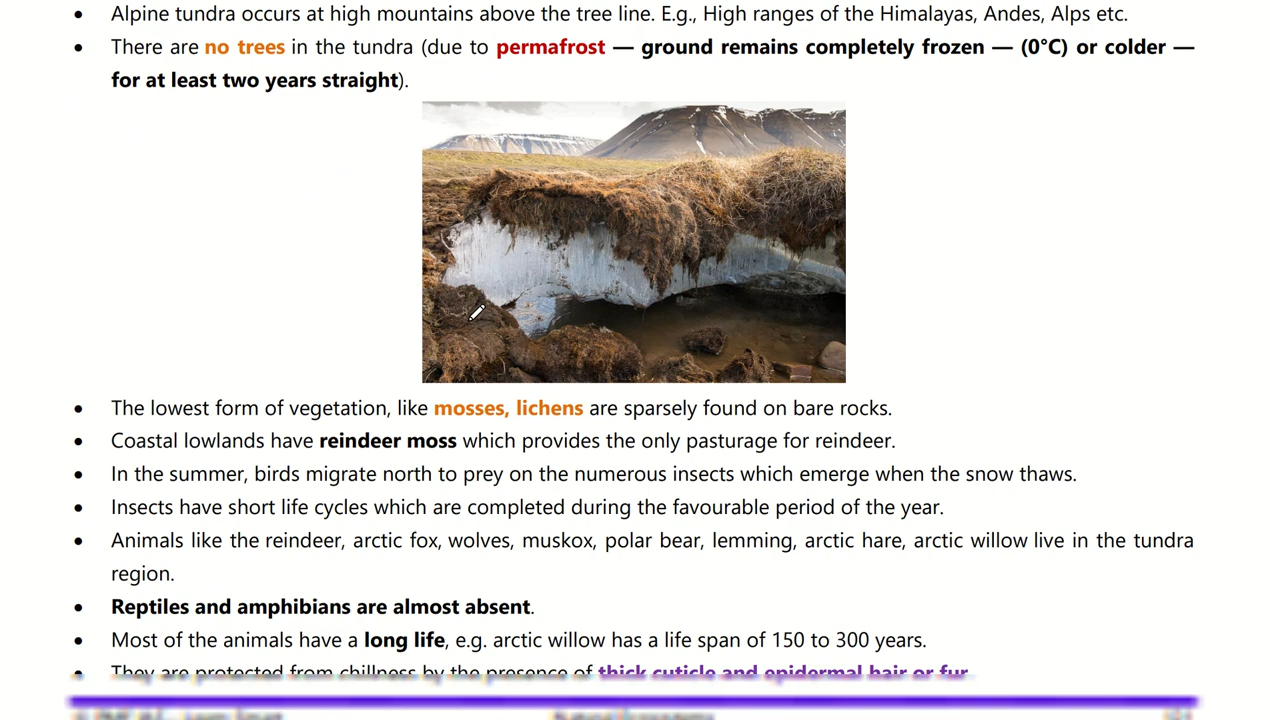 • Alpine tundra occurs at high mountains above the tree line. E.g., High ranges of the Himalayas, Andes, Alps etc.
• There are no trees in the tundra (due to permafrost — ground remains completely frozen — (0°C) or colder —
for at least two years straight).
• The lowest form of vegetation, like mosses, lichens are sparsely found on bare rocks.
• Coastal lowlands have reindeer moss which provides the only pasturage for reindeer.
• In the summer, birds migrate north to prey on the numerous insects which emerge when the snow thaws.
• Insects have short life cycles which are completed during the favourable period of the year.
• Animals like the reindeer, arctic fox, wolves, muskox, polar bear, lemming, arctic hare, arctic willow live in the tundra
region.
• Reptiles and amphibians are almost absent.
• Most of the animals have a long life, e.g. arctic willow has a life span of 150 to 300 years.
• They are protected from chillness by the presence of thick cuticle and epidermal hair or fur